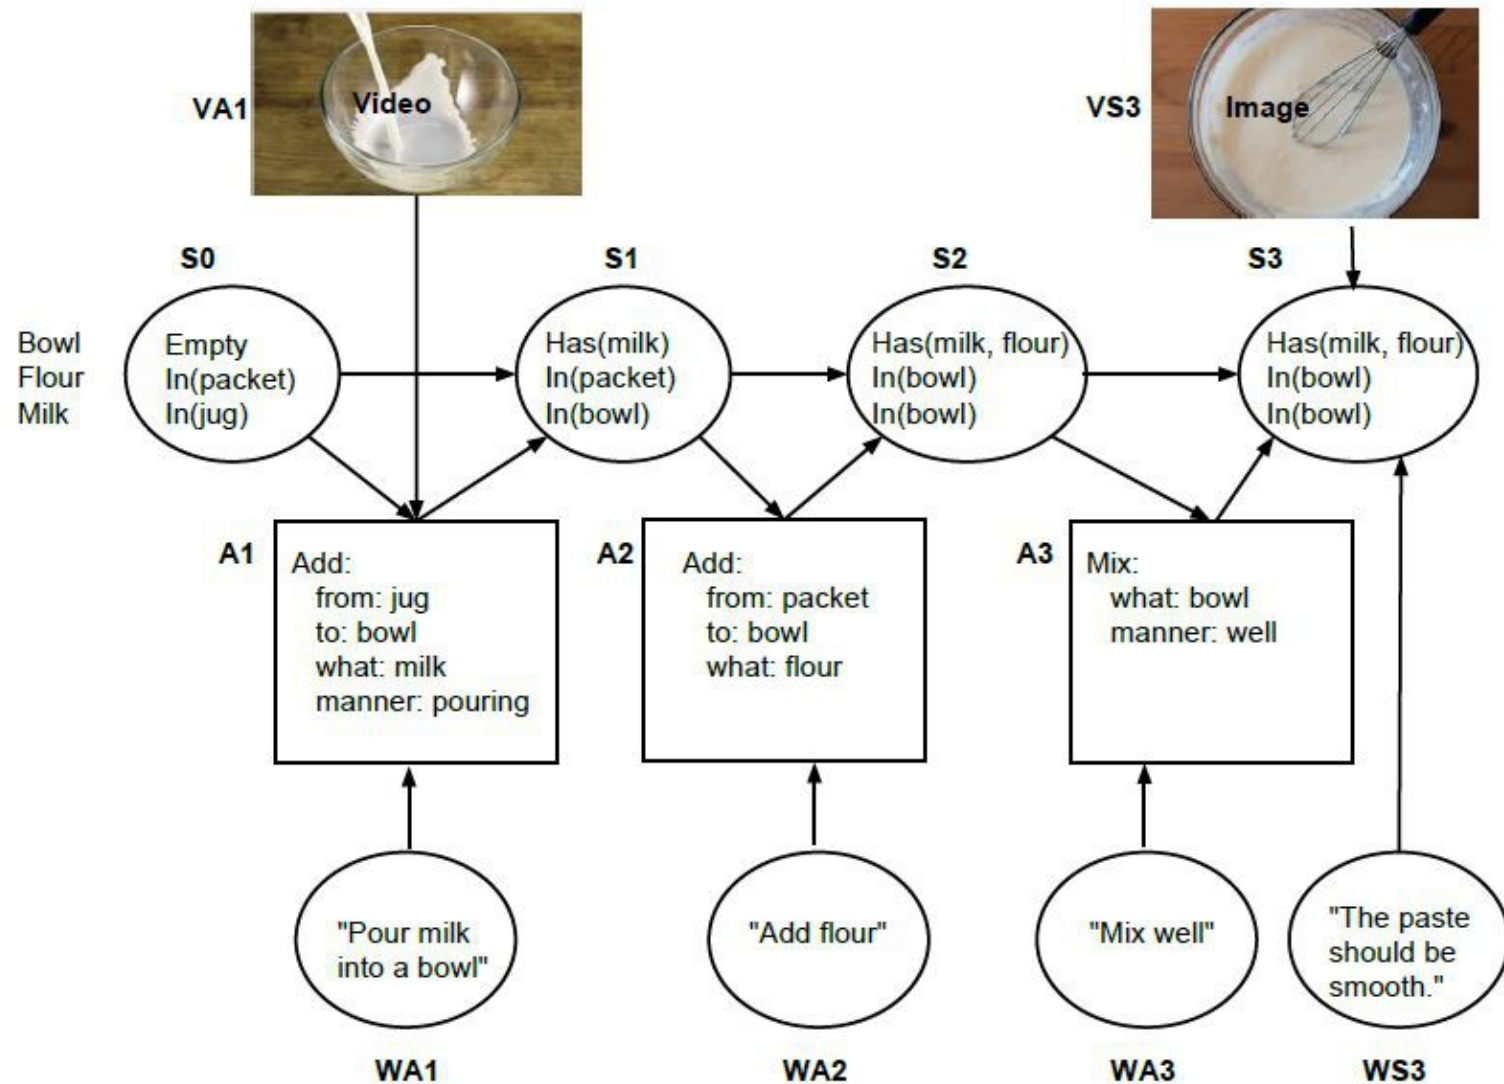 VA1
Video
VS3
Image
S0
S1
S2
S3
Bowl
Flour
Milk
Empty
In(packet)
In(jug)
Has(milk)
In(packet)
In(bowl)
Has(milk, flour)
In(bowl)
In(bowl)
Has(milk, flour)
In(bowl)
In(bowl)
A1
Add:
from: jug
to: bowl
what: milk
manner: pouring
A2
Add:
from: packet
to: bowl
what: flour
A3
Mix:
what: bowl
manner: well
"Pour milk
into a bowl"
"Add flour"
"Mix well"
"The paste
should be
smooth."
WA1
WA2
WA3
WS3